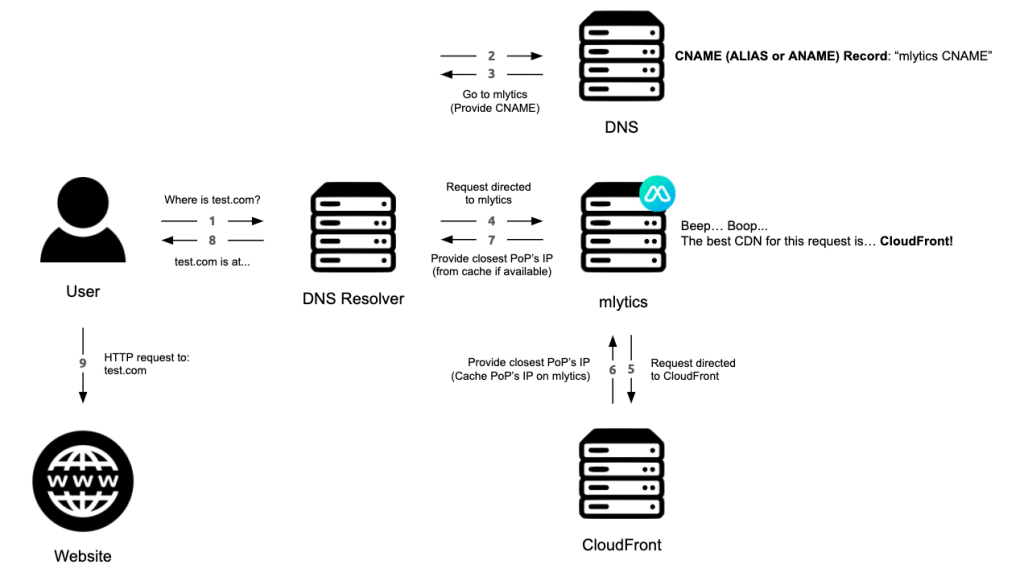 2
CNAME (ALIAS or ANAME) Record: “mlytics CNAME”
3
Go to mlytics
(Provide CNAME)
DNS
Where is test.com?
1
8
test.com is at...
User
DNS Resolver
Request directed
to mlytics
4
7
Provide closest PoP’s IP
(from cache if available)
Beep… Boop...
The best CDN for this request is… CloudFront!
mlytics
9
HTTP request to:
test.com
Provide closest PoP’s IP
(Cache PoP’s IP on mlytics)
6
5
Request directed
to CloudFront
WWW
Website
CloudFront